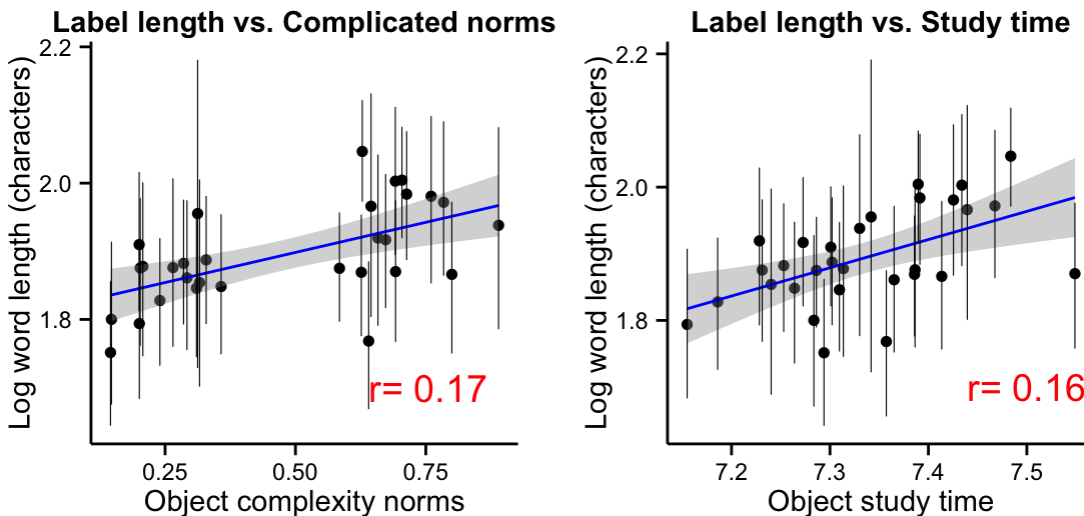 Label length vs. Complicated norms
Log word length (characters)
2.2
2.0
1.8
r= 0.17
0.25
0.50
0.75
Object complexity norms
Label length vs. Study time
Log word length (characters)
2.2
2.0
1.8
r= 0.16
7.2
7.3
7.4
7.5
Object study time